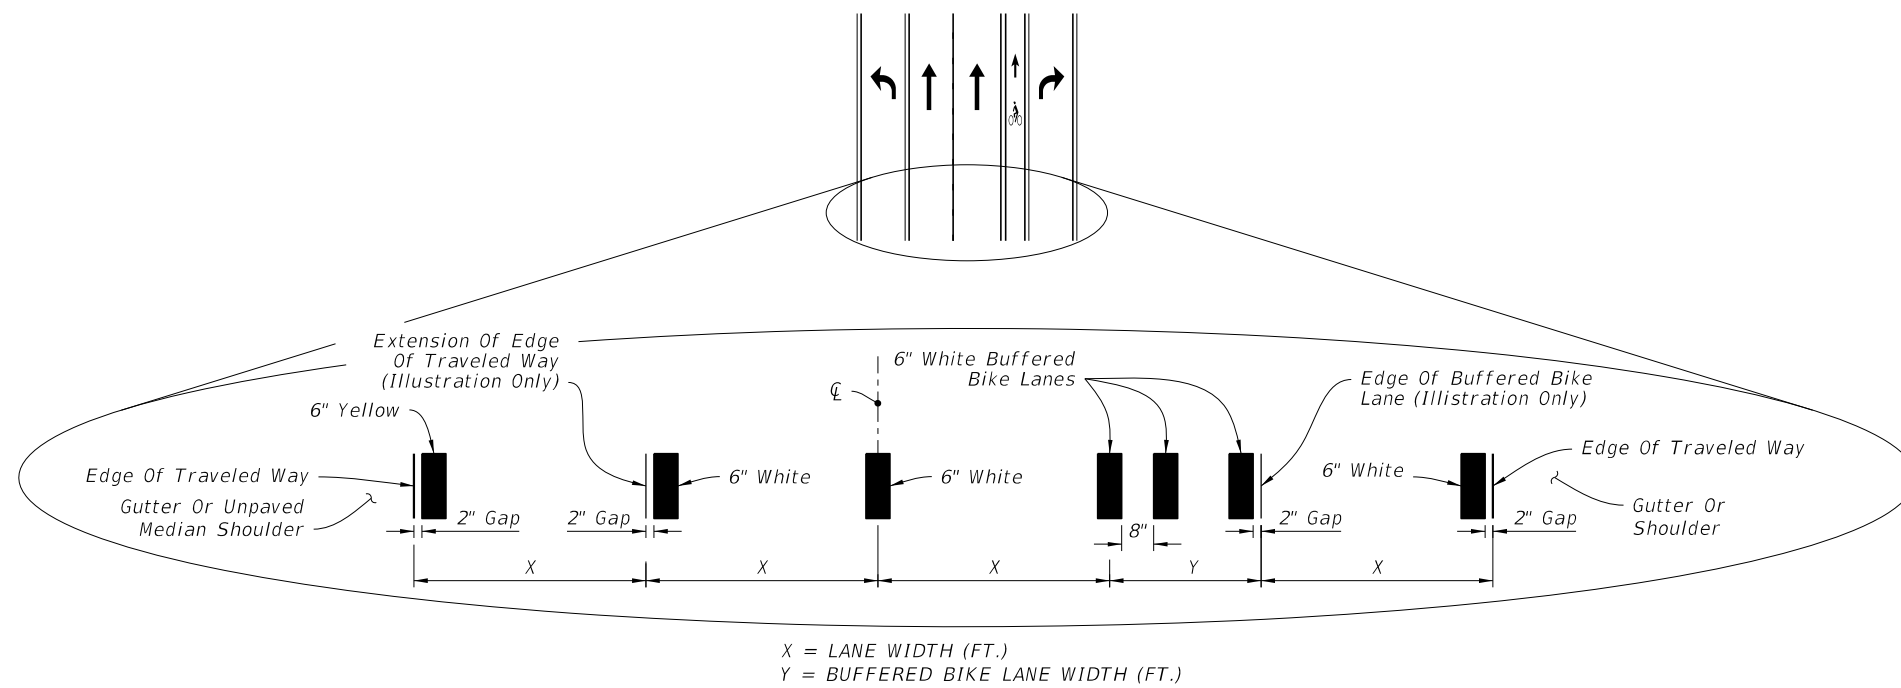 Extension Of Edge
Of Traveled Way
(Illustration Only)
6" White Buffered
Bike Lanes
℄
Edge Of Buffered Bike
Lane (Illistration Only)
6" Yellow
Edge Of Traveled Way
Gutter Or Unpaved
Median Shoulder
6" White
6" White
6" White
Edge Of Traveled Way
Gutter Or
Shoulder
2" Gap
2" Gap
8"
2" Gap
2" Gap
X
X
X
Y
X
X = LANE WIDTH (FT.)
Y = BUFFERED BIKE LANE WIDTH (FT.)